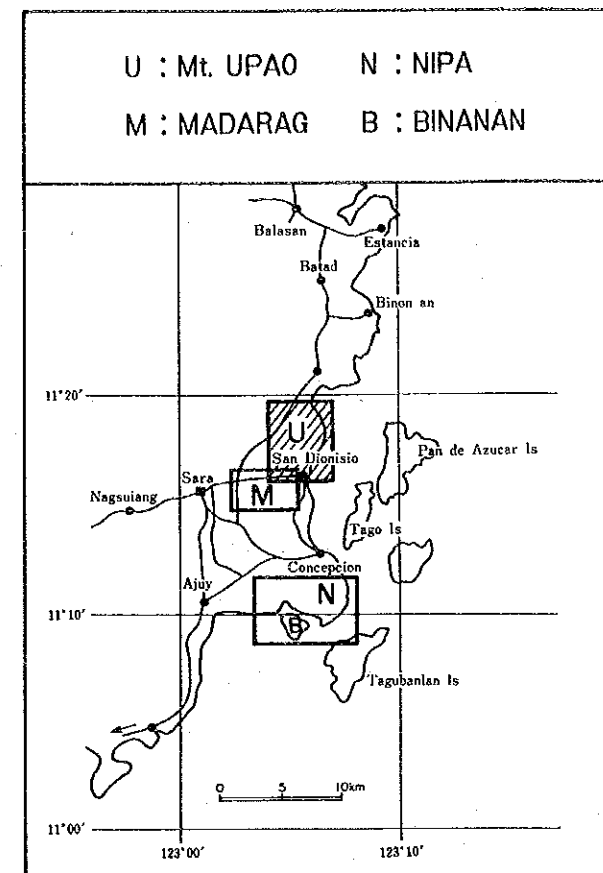 U : Mt. UPAO N : NIPA
M : MADARAG B : BINANAN
Balasan
Estancia
Batad
Binon an
11°20'
U
San Dionisio
Pan de Azucar Is
Sara
M
Nagsuiang
Tago Is
Concepcion
Ajuy
N
11°10'
B
Tagubanlan Is
0 5 10km
11°00'
123°00' 123°10'